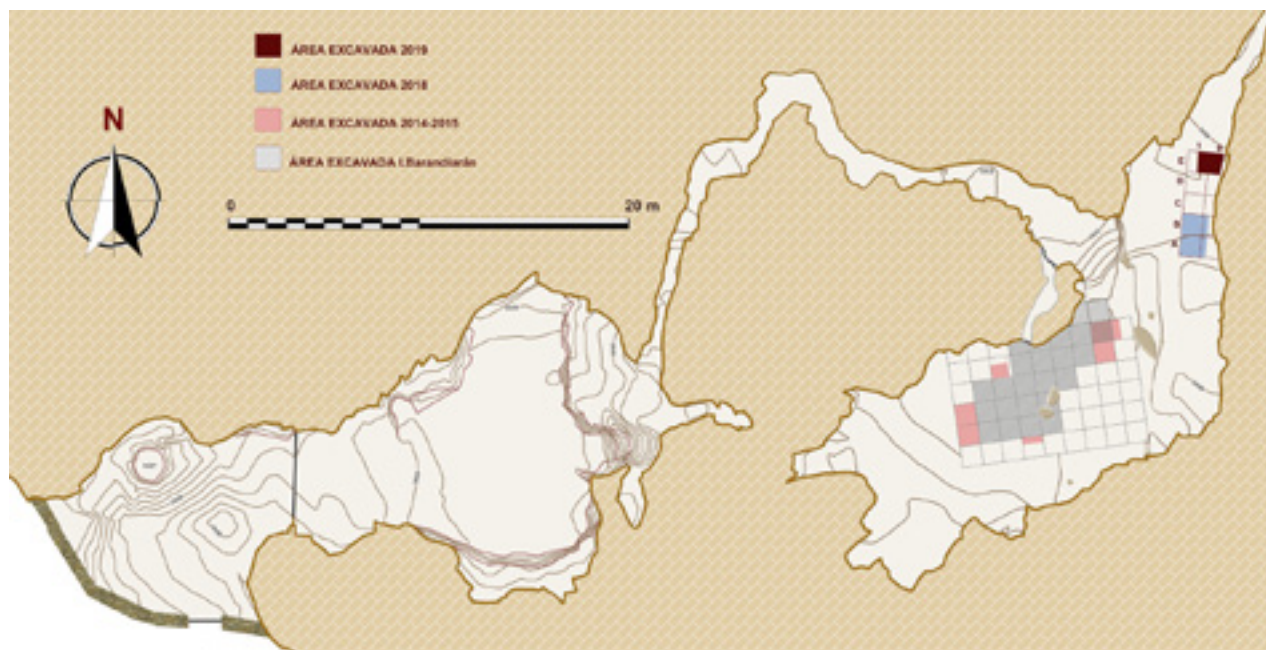 ÁREA EXCAVADA 2019
ÁREA EXCAVADA 2018
ÁREA EXCAVADA 2014-2015
ÁREA EXCAVADA I.Barandiarán
N
0 20 m
E
C